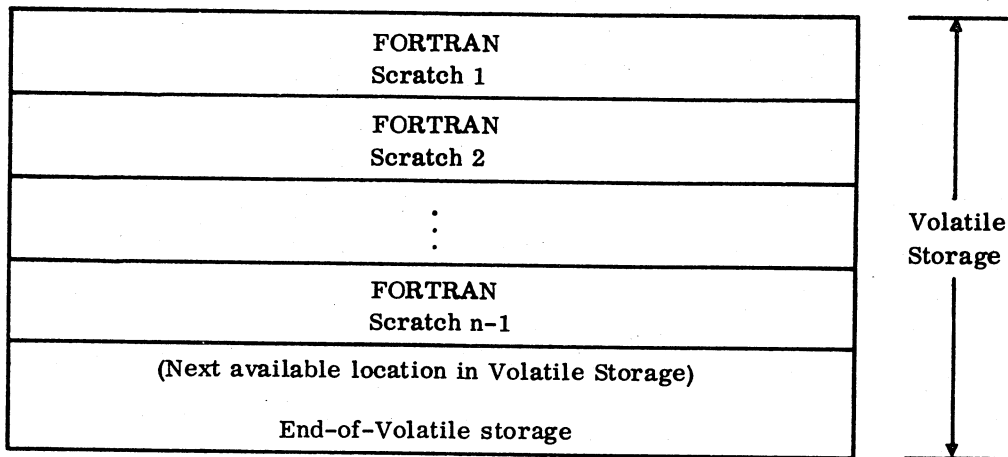 FORTRAN
Scratch 1
FORTRAN
Scratch 2
FORTRAN
Scratch n-1
(Next available location in Volatile Storage)
End-of-Volatile storage
Volatile
Storage